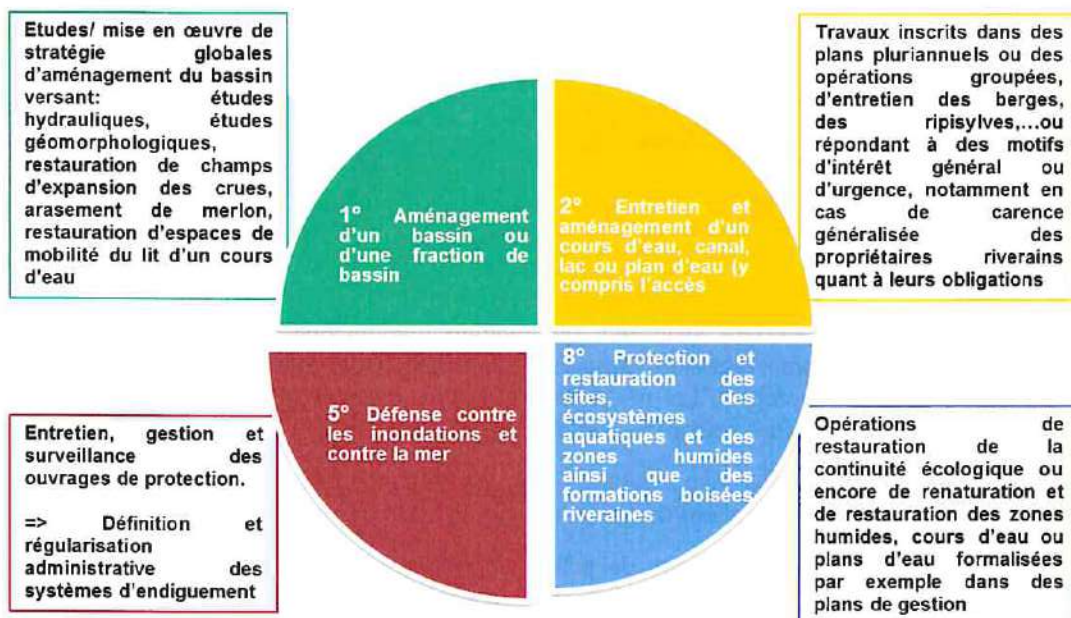 Etudes/ mise en œuvre de
stratégie globales
d'aménagement du bassin
versant: études
hydrauliques, études
géomorphologiques,
restauration de champs
d'expansion des crues,
arasement de merlon,
restauration d'espaces de
mobilité du lit d'un cours
d'eau
1° Aménagement
d'un bassin ou
d'une fraction de
bassin
2° Entretien et
aménagement d'un
cours d'eau, canal,
lac ou plan d'eau (y
compris l'accès
Travaux inscrits dans des
plans pluriannuels ou des
opérations groupées,
d'entretien des berges,
des ripisylves,...ou
répondant à des motifs
d'intérêt général ou
d'urgence, notamment en
cas de carence
généralisée des
propriétaires riverains
quant à leurs obligations
Entretien, gestion et
surveillance des
ouvrages de protection.
=> Définition et
régularisation
administrative des
systèmes d'endiguement
5° Défense contre
les inondations et
contre la mer
8° Protection et
restauration des
sites, des
écosystèmes
aquatiques et des
zones humides
ainsi que des
formations boisées
riveraines
Opérations de
restauration de la
continuité écologique ou
encore de renaturation et
de restauration des zones
humides, cours d'eau ou
plans d'eau formalisées
par exemple dans des
plans de gestion